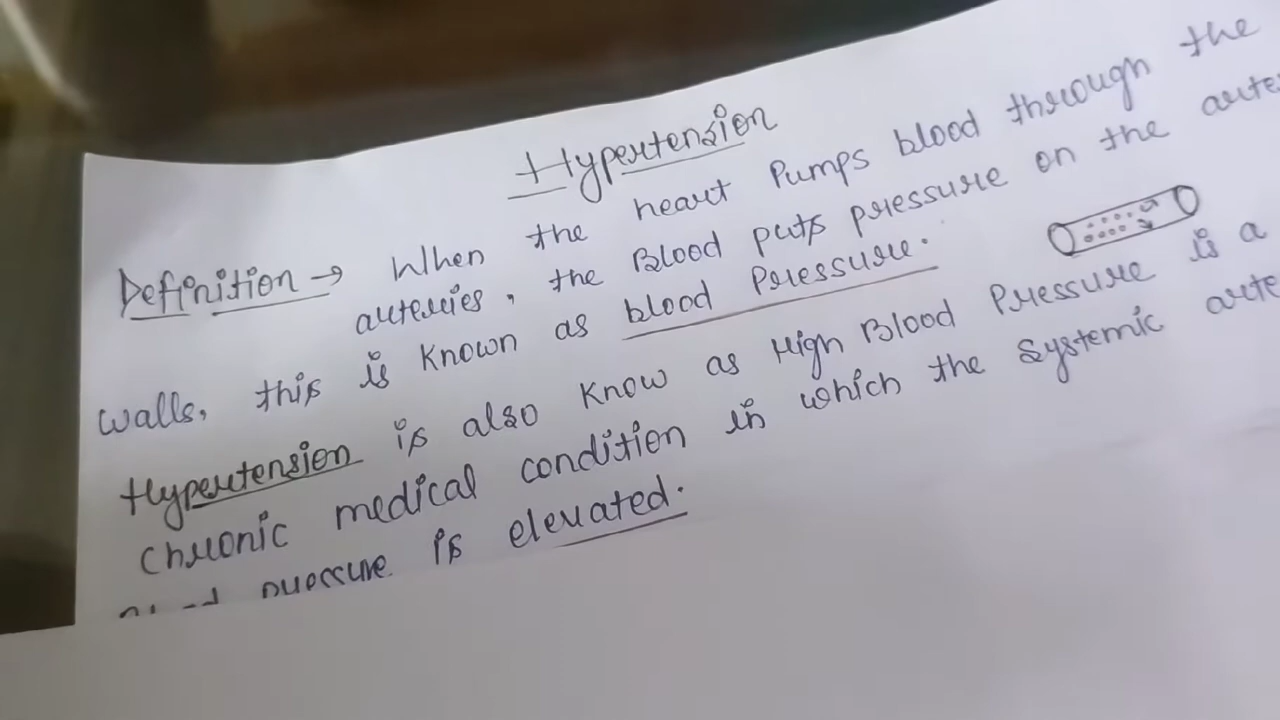 Hypertension
Definition → When the heart Pumps blood through the
arteries, the Blood puts pressure on the arte
walls, this is known as blood Pressure.
Hypertension is also know as High Blood Pressure is a
chronic medical condition in which the systemic arte
pressure is elevated.